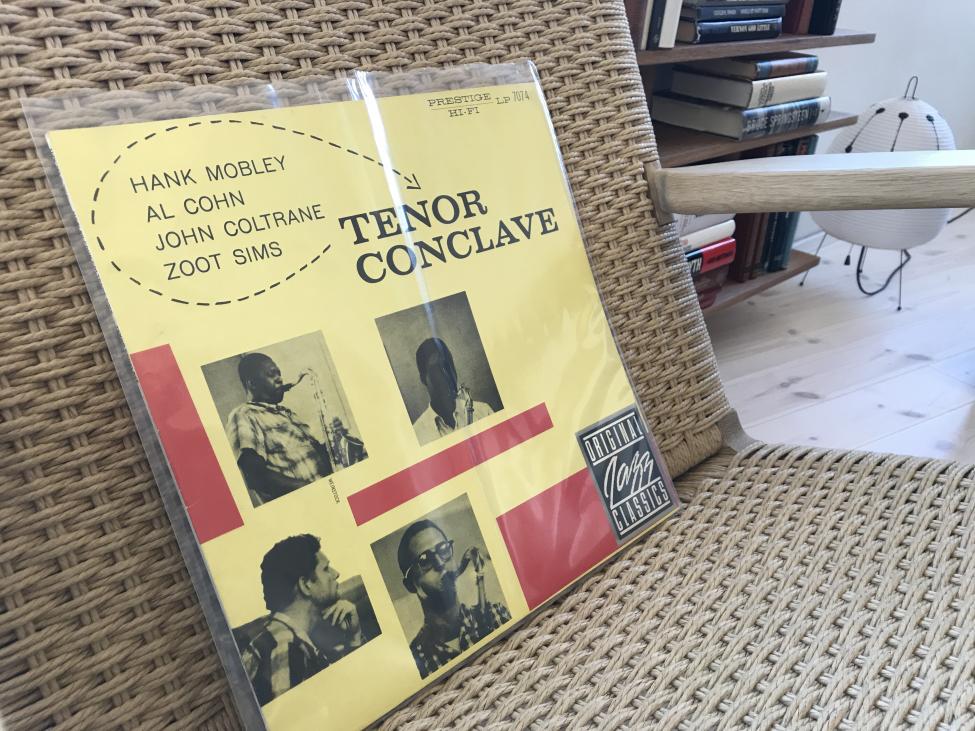 PRESTIGE
HI-FI
LP 7074
HANK MOBLEY
AL COHN
JOHN COLTRANE
ZOOT SIMS
TENOR
CONCLAVE
ORIGINAL
Jazz
CLASSICS
BRUCE SPRINGSTEEN